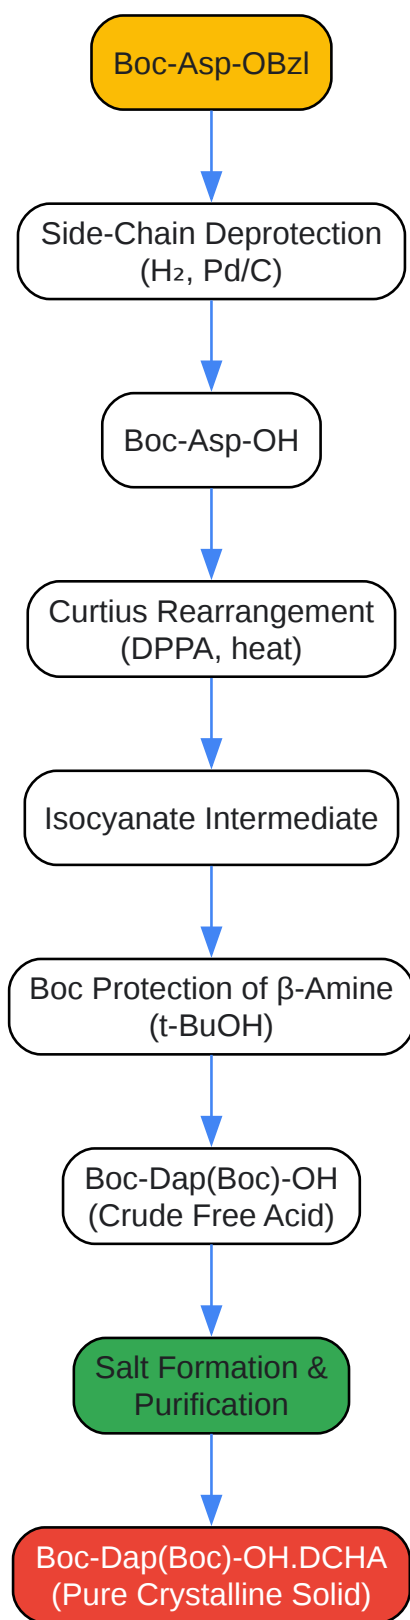 Boc-Asp-OBzl
Side-Chain Deprotection
(H₂, Pd/C)
Boc-Asp-OH
Curtius Rearrangement
(DPPA, heat)
Isocyanate Intermediate
Boc Protection of β-Amine
(t-BuOH)
Boc-Dap(Boc)-OH
(Crude Free Acid)
Salt Formation &
Purification
Boc-Dap(Boc)-OH.DCHA
(Pure Crystalline Solid)